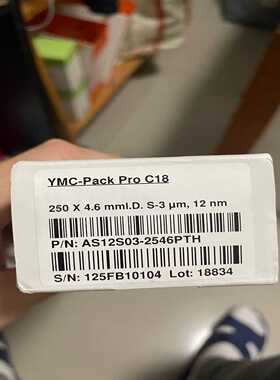 YMC-Pack Pro C18
250 X 4.6 mmI.D. S-3 µm, 12 nm
P/N: AS12S03-2546PTH
S/N: 125FB10104 Lot: 18834